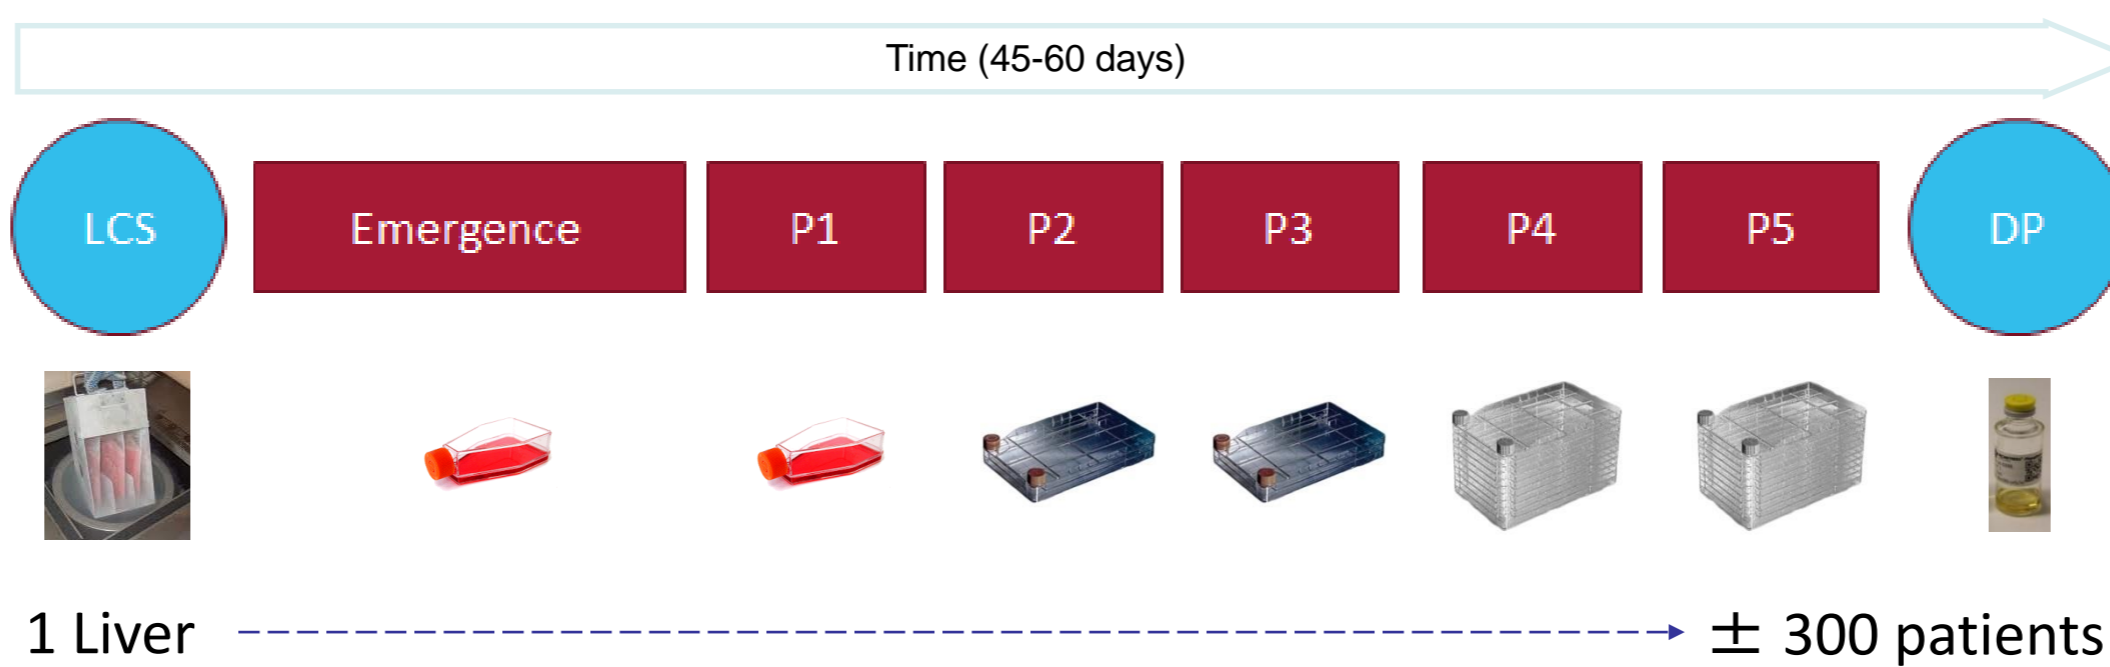 Time (45-60 days)
LCS
Emergence
P1
P2
P3
P4
P5
DP
1 Liver
± 300 patients